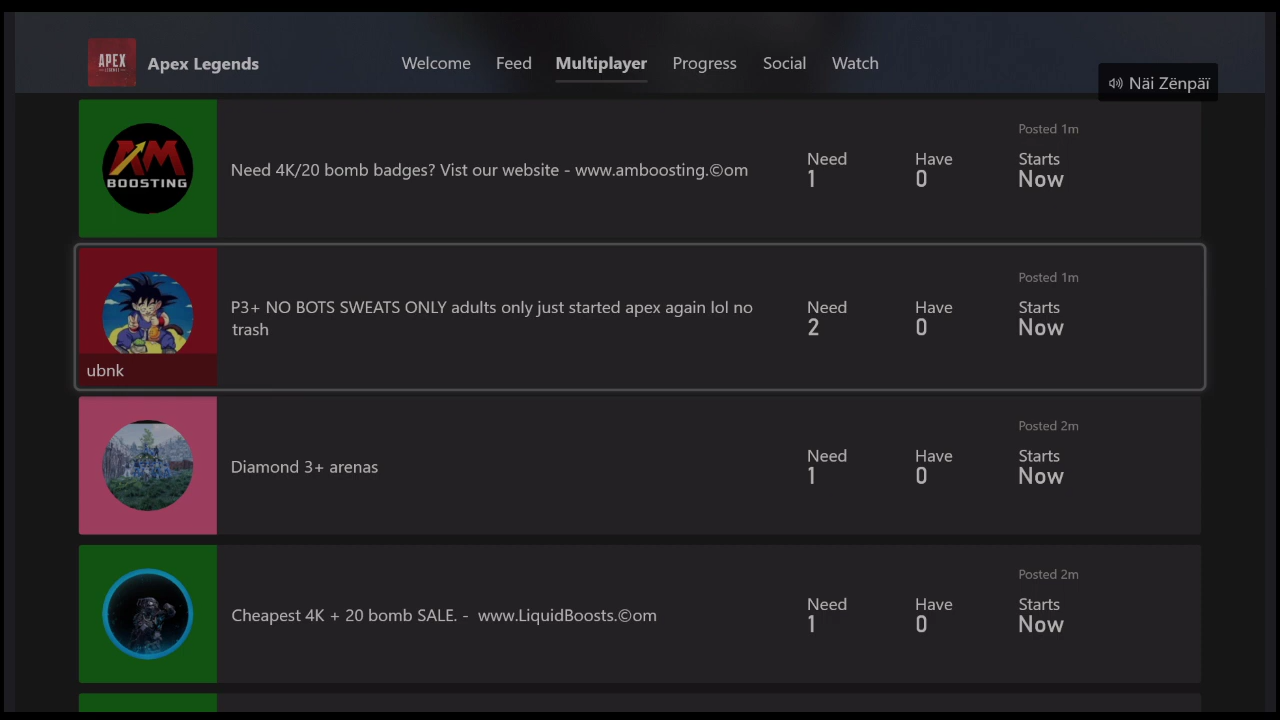 APEX
LEGENDS
Apex Legends
Welcome
Feed
Multiplayer
Progress
Social
Watch
Näi Zënpäï
AM
BOOSTING
Need 4K/20 bomb badges? Vist our website - www.amboosting.©om
Need
1
Have
0
Posted 1m
Starts
Now
ubnk
P3+ NO BOTS SWEATS ONLY adults only just started apex again lol no
trash
Need
2
Have
0
Posted 1m
Starts
Now
Diamond 3+ arenas
Need
1
Have
0
Posted 2m
Starts
Now
Cheapest 4K + 20 bomb SALE. -  www.LiquidBoosts.©om
Need
1
Have
0
Posted 2m
Starts
Now